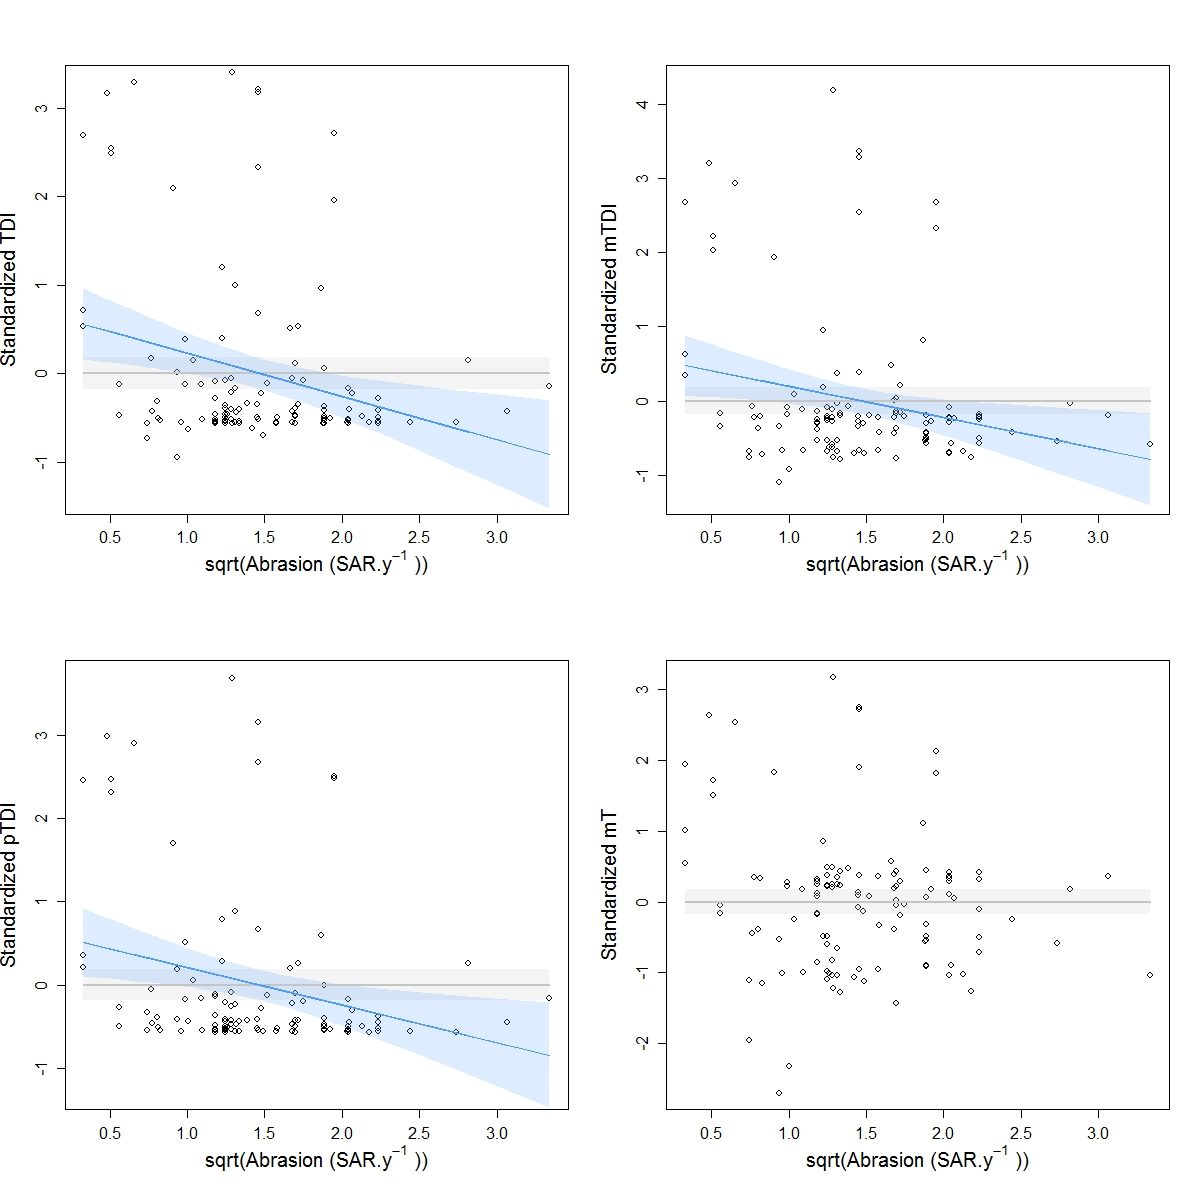 Standardized TDI
3
2
1
0
-1
0.5 1.0 1.5 2.0 2.5 3.0
sqrt(Abrasion (SAR.y⁻¹ ))
Standardized mTDI
4
3
2
1
0
-1
0.5 1.0 1.5 2.0 2.5 3.0
sqrt(Abrasion (SAR.y⁻¹ ))
Standardized pTDI
3
2
1
0
-1
0.5 1.0 1.5 2.0 2.5 3.0
sqrt(Abrasion (SAR.y⁻¹ ))
Standardized mT
3
2
1
0
-1
-2
0.5 1.0 1.5 2.0 2.5 3.0
sqrt(Abrasion (SAR.y⁻¹ ))